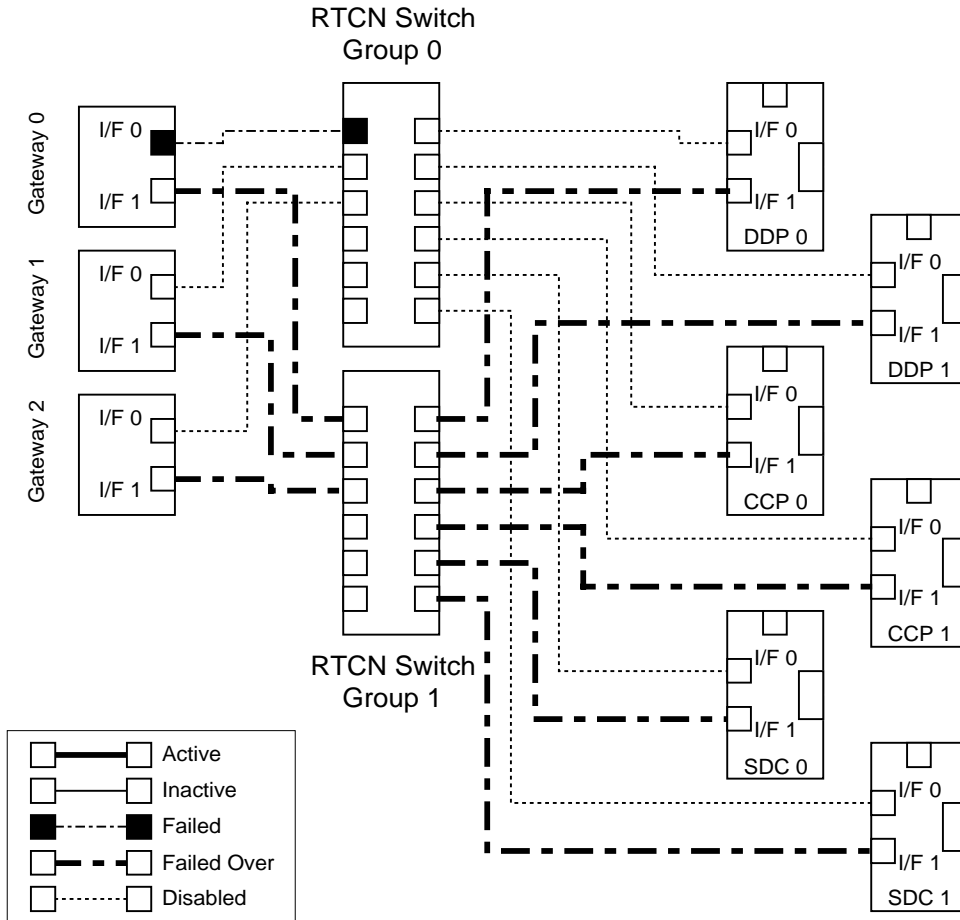 RTCN Switch
Group 0
Gateway 0
I/F 0
I/F 1
Gateway 1
I/F 0
I/F 1
Gateway 2
I/F 0
I/F 1
I/F 0
I/F 1
DDP 0
I/F 0
I/F 1
DDP 1
I/F 0
I/F 1
CCP 0
I/F 0
I/F 1
CCP 1
I/F 0
I/F 1
SDC 0
I/F 0
I/F 1
SDC 1
RTCN Switch
Group 1
Active
Inactive
Failed
Failed Over
Disabled